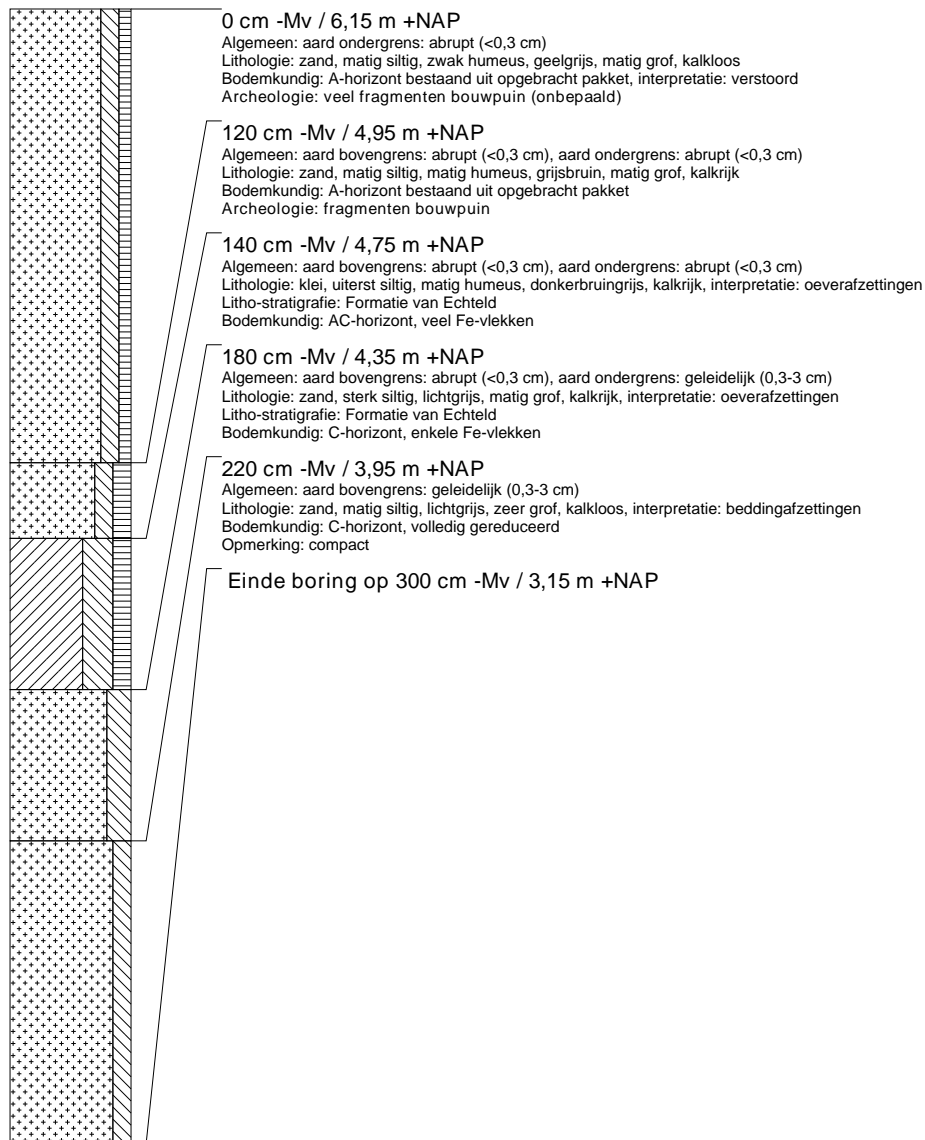 0 cm -Mv / 6,15 m +NAP
Algemeen: aard ondergrens: abrupt (<0,3 cm)
Lithologie: zand, matig siltig, zwak humeus, geelgrijs, matig grof, kalkloos
Bodemkundig: A-horizont bestaand uit opgebracht pakket, interpretatie: verstoord
Archeologie: veel fragmenten bouwpuin (onbepaald)
120 cm -Mv / 4,95 m +NAP
Algemeen: aard bovengrens: abrupt (<0,3 cm), aard ondergrens: abrupt (<0,3 cm)
Lithologie: zand, matig siltig, matig humeus, grijsbruin, matig grof, kalkrijk
Bodemkundig: A-horizont bestaand uit opgebracht pakket
Archeologie: fragmenten bouwpuin
140 cm -Mv / 4,75 m +NAP
Algemeen: aard bovengrens: abrupt (<0,3 cm), aard ondergrens: abrupt (<0,3 cm)
Lithologie: klei, uiterst siltig, matig humeus, donkerbruingrijs, kalkrijk, interpretatie: oeverafzettingen
Litho-stratigrafie: Formatie van Echteld
Bodemkundig: AC-horizont, veel Fe-vlekken
180 cm -Mv / 4,35 m +NAP
Algemeen: aard bovengrens: abrupt (<0,3 cm), aard ondergrens: geleidelijk (0,3-3 cm)
Lithologie: zand, sterk siltig, lichtgrijs, matig grof, kalkrijk, interpretatie: oeverafzettingen
Litho-stratigrafie: Formatie van Echteld
Bodemkundig: C-horizont, enkele Fe-vlekken
220 cm -Mv / 3,95 m +NAP
Algemeen: aard bovengrens: geleidelijk (0,3-3 cm)
Lithologie: zand, matig siltig, lichtgrijs, zeer grof, kalkloos, interpretatie: beddingafzettingen
Bodemkundig: C-horizont, volledig gereduceerd
Opmerking: compact
Einde boring op 300 cm -Mv / 3,15 m +NAP